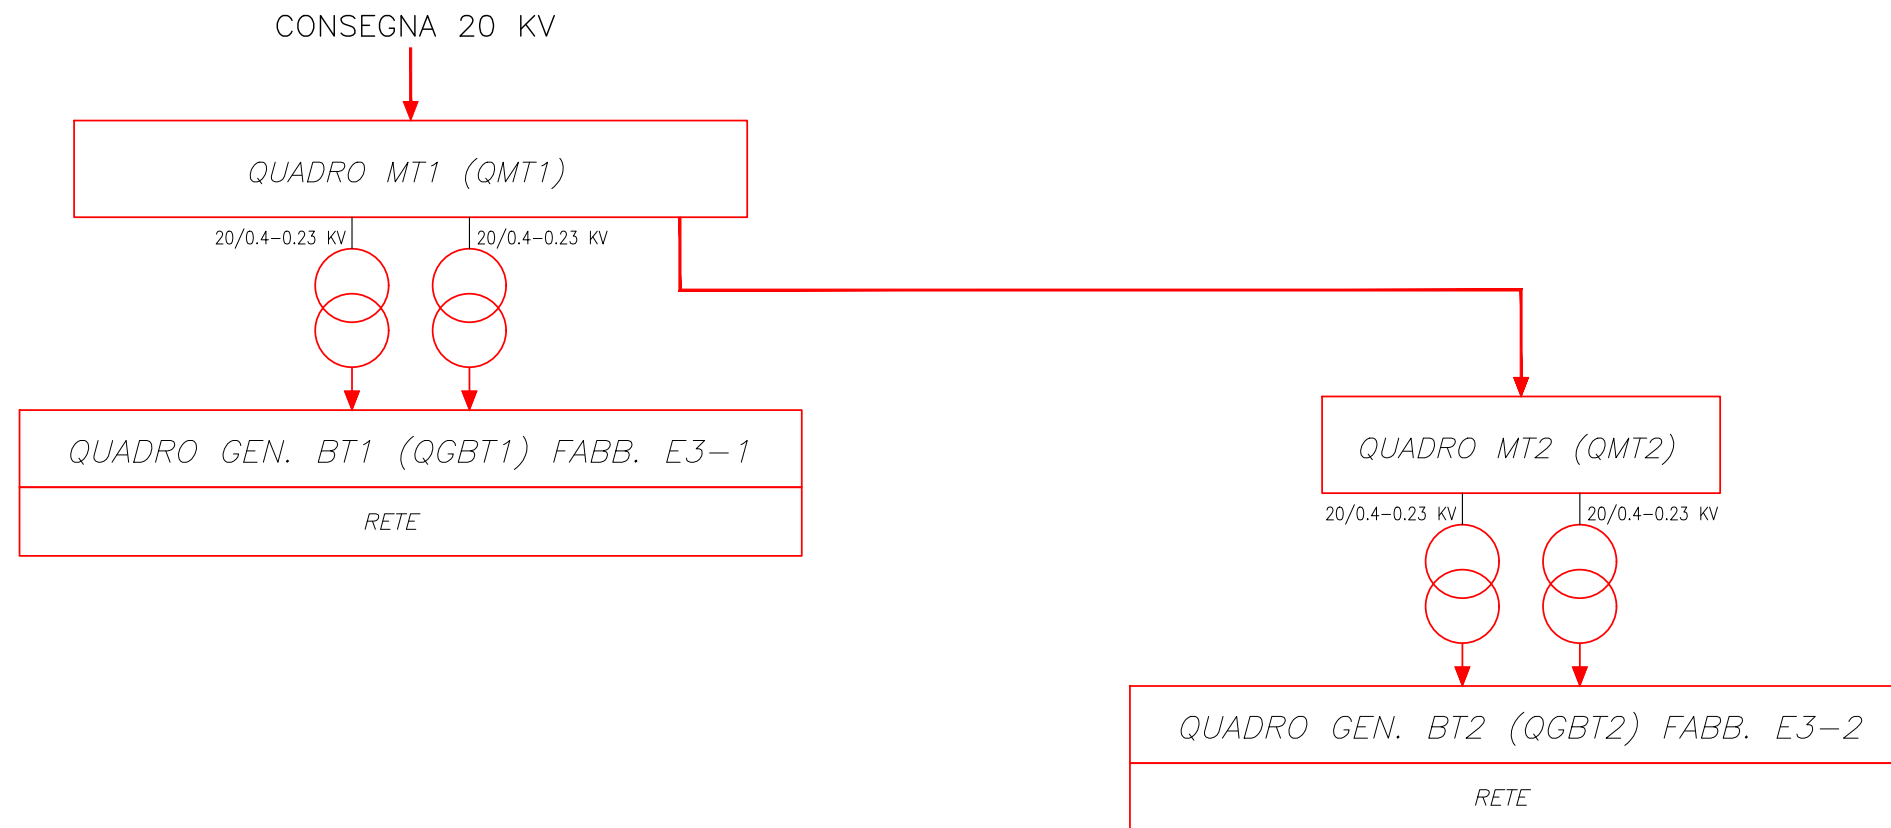 CONSEGNA 20 KV
QUADRO MT1 (QMT1)
20/0.4-0.23 KV
20/0.4-0.23 KV
QUADRO GEN. BT1 (QGBT1) FABB. E3-1
RETE
QUADRO MT2 (QMT2)
20/0.4-0.23 KV
20/0.4-0.23 KV
QUADRO GEN. BT2 (QGBT2) FABB. E3-2
RETE